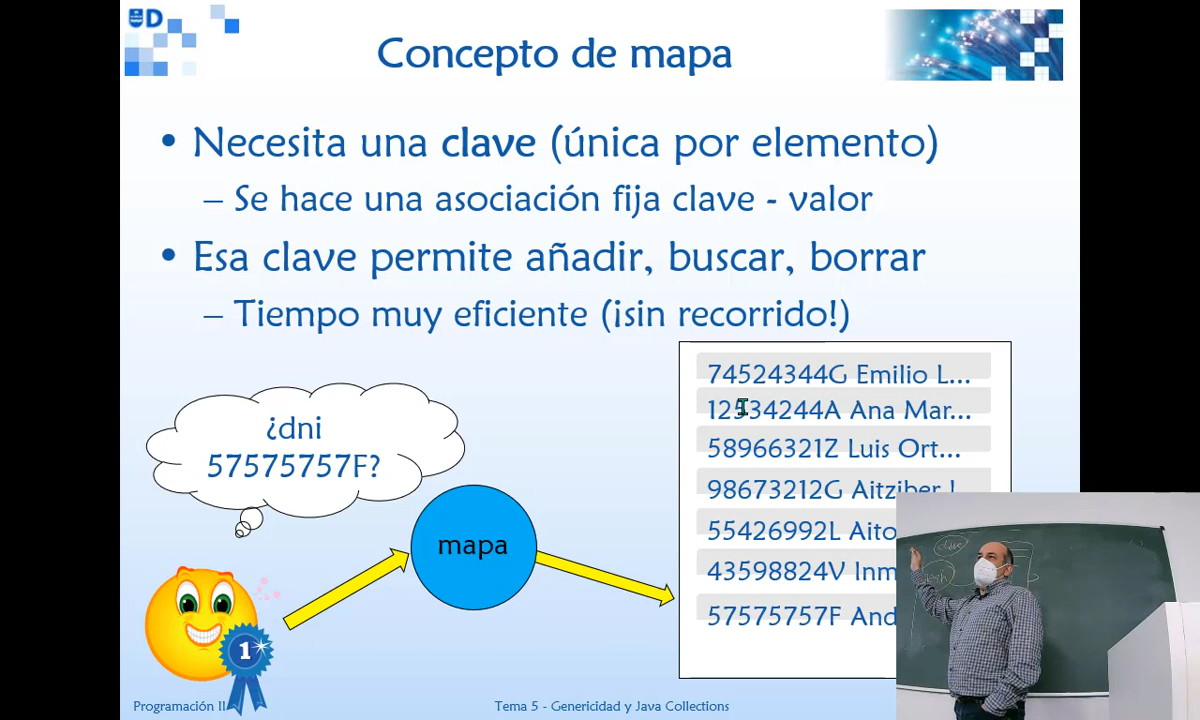 D
Concepto de mapa
• Necesita una clave (única por elemento)
– Se hace una asociación fija clave - valor
• Esa clave permite añadir, buscar, borrar
– Tiempo muy eficiente (¡sin recorrido!)
¿dni
57575757F?
mapa
1
74524344G Emilio L...
12534244A Ana Mar...
58966321Z Luis Ort...
98673212G Aitziber
55426992L Aito
43598824V Inm
57575757F And
clave
Programación II
Tema 5 - Genericidad y Java Collections